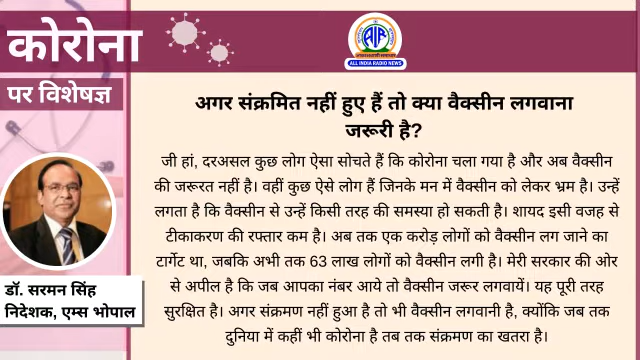 कोरोना
पर विशेषज्ञ
AIR
ALL INDIA RADIO NEWS
अगर संक्रमित नहीं हुए हैं तो क्या वैक्सीन लगवाना
जरूरी है?
जी हां, दरअसल कुछ लोग ऐसा सोचते हैं कि कोरोना चला गया है और अब वैक्सीन
की जरूरत नहीं है। वहीं कुछ ऐसे लोग हैं जिनके मन में वैक्सीन को लेकर भ्रम है। उन्हें
लगता है कि वैक्सीन से उन्हें किसी तरह की समस्या हो सकती है। शायद इसी वजह से
टीकाकरण की रफ्तार कम है। अब तक एक करोड़ लोगों को वैक्सीन लग जाने का
टार्गेट था, जबकि अभी तक 63 लाख लोगों को वैक्सीन लगी है। मेरी सरकार की ओर
से अपील है कि जब आपका नंबर आये तो वैक्सीन जरूर लगवायें। यह पूरी तरह
सुरक्षित है। अगर संक्रमण नहीं हुआ है तो भी वैक्सीन लगवानी है, क्योंकि जब तक
दुनिया में कहीं भी कोरोना है तब तक संक्रमण का खतरा है।
डॉ. सरमन सिंह
निदेशक, एम्स भोपाल